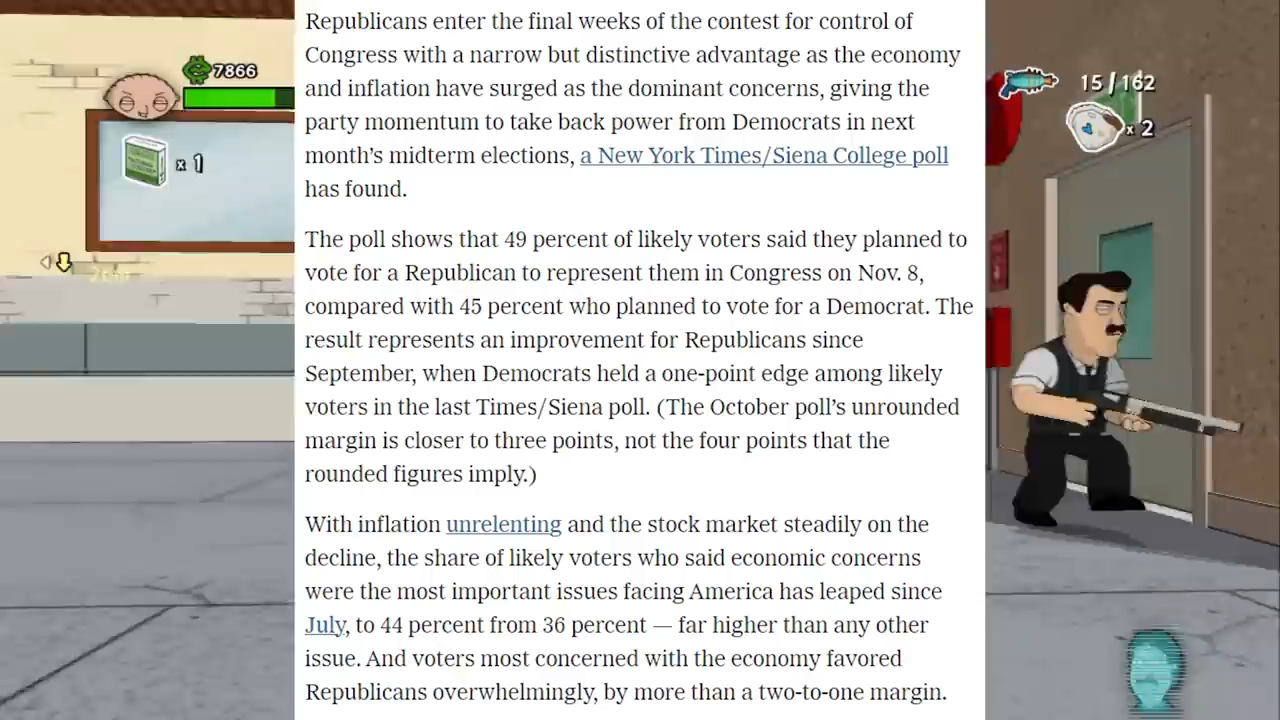 7866
x 1
15 / 162
x 2
Republicans enter the final weeks of the contest for control of
Congress with a narrow but distinctive advantage as the economy
and inflation have surged as the dominant concerns, giving the
party momentum to take back power from Democrats in next
month’s midterm elections, a New York Times/Siena College poll
has found.
The poll shows that 49 percent of likely voters said they planned to
vote for a Republican to represent them in Congress on Nov. 8,
compared with 45 percent who planned to vote for a Democrat. The
result represents an improvement for Republicans since
September, when Democrats held a one-point edge among likely
voters in the last Times/Siena poll. (The October poll’s unrounded
margin is closer to three points, not the four points that the
rounded figures imply.)
With inflation unrelenting and the stock market steadily on the
decline, the share of likely voters who said economic concerns
were the most important issues facing America has leaped since
July, to 44 percent from 36 percent — far higher than any other
issue. And voters most concerned with the economy favored
Republicans overwhelmingly, by more than a two-to-one margin.